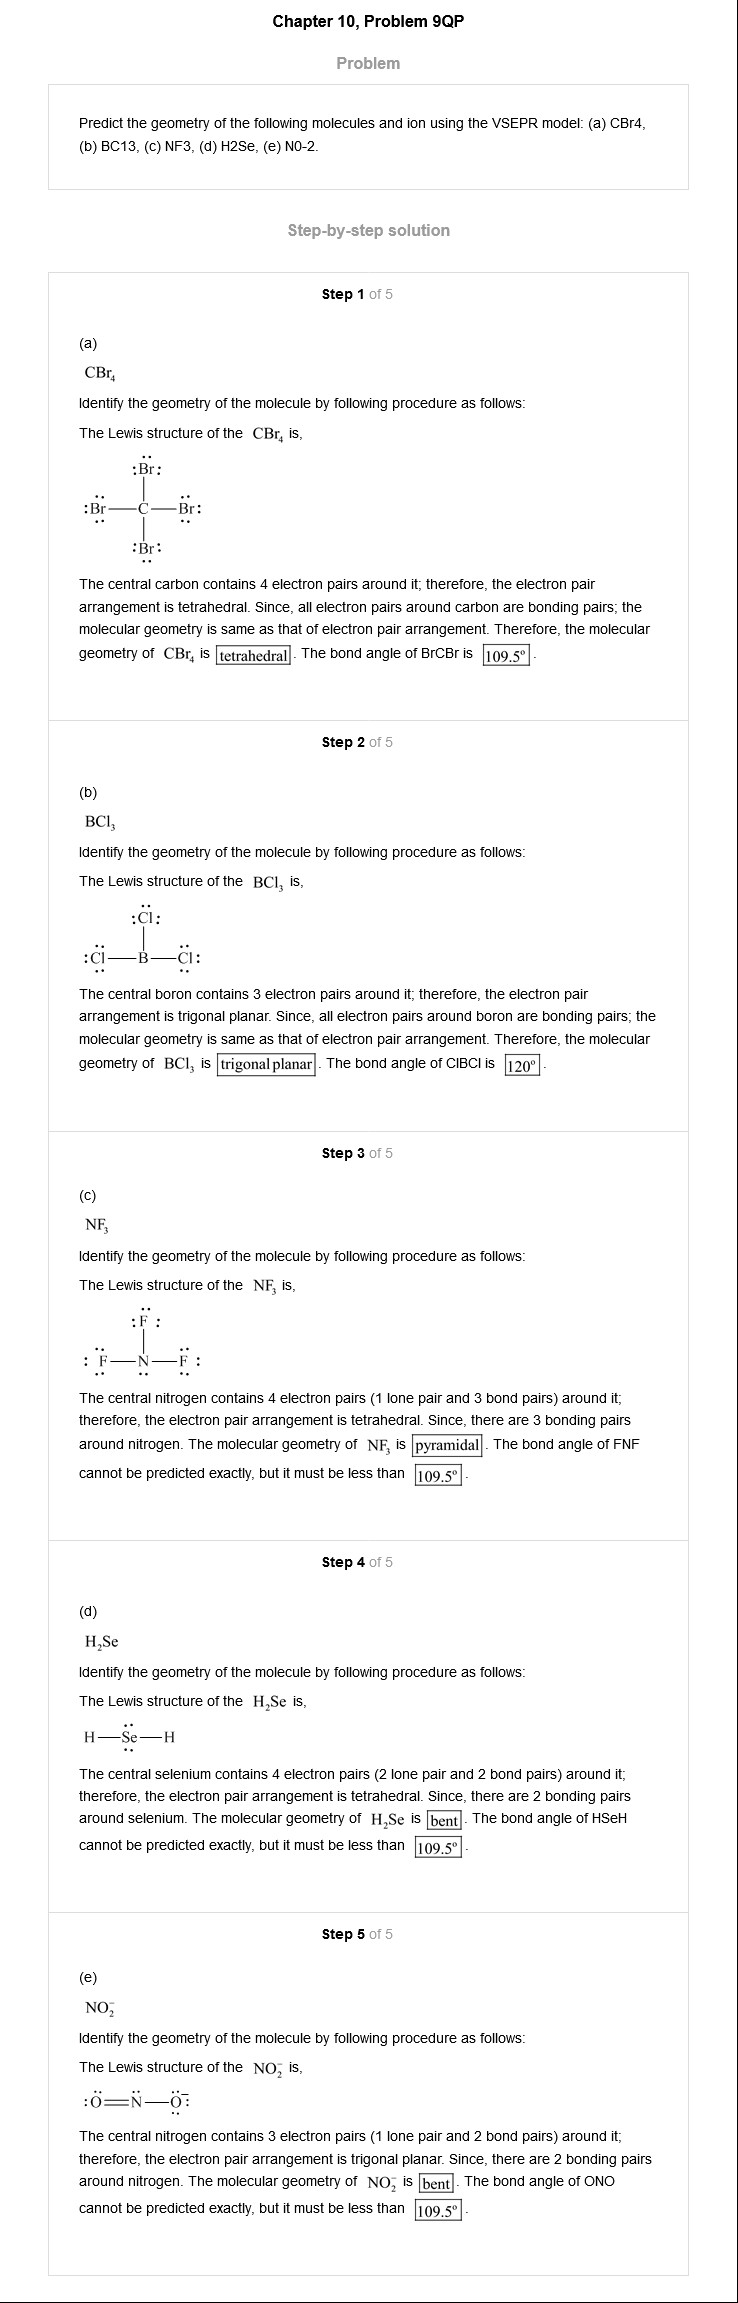 Chapter 10, Problem 9QP
Problem
Predict the geometry of the following molecules and ion using the VSEPR model: (a) CBr4,
(b) BC13, (c) NF3, (d) H2Se, (e) N0-2.
Step-by-step solution
Step 1 of 5
(a)
CBr₄
Identify the geometry of the molecule by following procedure as follows:
The Lewis structure of the CBr₄ is,
:Br:
:Br—C—Br:
:Br:
The central carbon contains 4 electron pairs around it; therefore, the electron pair
arrangement is tetrahedral. Since, all electron pairs around carbon are bonding pairs; the
molecular geometry is same as that of electron pair arrangement. Therefore, the molecular
geometry of CBr₄ is tetrahedral. The bond angle of BrCBr is 109.5°.
Step 2 of 5
(b)
BCl₃
Identify the geometry of the molecule by following procedure as follows:
The Lewis structure of the BCl₃ is,
:Cl:
:Cl—B—Cl:
The central boron contains 3 electron pairs around it; therefore, the electron pair
arrangement is trigonal planar. Since, all electron pairs around boron are bonding pairs; the
molecular geometry is same as that of electron pair arrangement. Therefore, the molecular
geometry of BCl₃ is trigonal planar. The bond angle of ClBCl is 120°.
Step 3 of 5
(c)
NF₃
Identify the geometry of the molecule by following procedure as follows:
The Lewis structure of the NF₃ is,
:F:
:F—N—F:
The central nitrogen contains 4 electron pairs (1 lone pair and 3 bond pairs) around it;
therefore, the electron pair arrangement is tetrahedral. Since, there are 3 bonding pairs
around nitrogen. The molecular geometry of NF₃ is pyramidal. The bond angle of FNF
cannot be predicted exactly, but it must be less than 109.5°.
Step 4 of 5
(d)
H₂Se
Identify the geometry of the molecule by following procedure as follows:
The Lewis structure of the H₂Se is,
H—Se—H
The central selenium contains 4 electron pairs (2 lone pair and 2 bond pairs) around it;
therefore, the electron pair arrangement is tetrahedral. Since, there are 2 bonding pairs
around selenium. The molecular geometry of H₂Se is bent. The bond angle of HSeH
cannot be predicted exactly, but it must be less than 109.5°.
Step 5 of 5
(e)
NO₂⁻
Identify the geometry of the molecule by following procedure as follows:
The Lewis structure of the NO₂⁻ is,
:O=N—O⁻:
The central nitrogen contains 3 electron pairs (1 lone pair and 2 bond pairs) around it;
therefore, the electron pair arrangement is trigonal planar. Since, there are 2 bonding pairs
around nitrogen. The molecular geometry of NO₂⁻ is bent. The bond angle of ONO
cannot be predicted exactly, but it must be less than 109.5°.